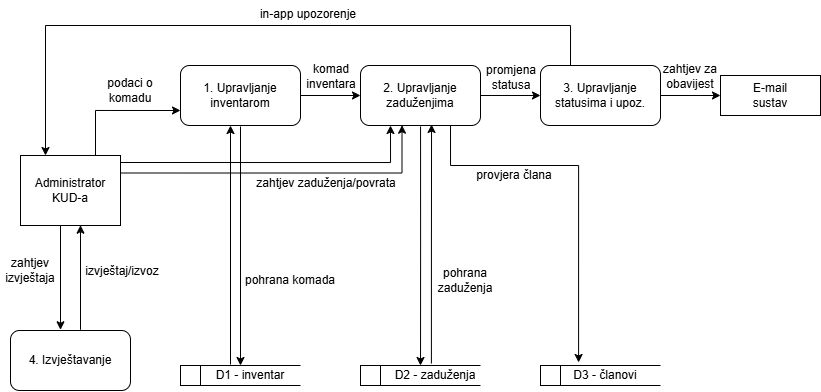 in-app upozorenje
podaci o
komadu
1. Upravljanje
inventarom
komad
inventara
2. Upravljanje
zaduženjima
promjena
statusa
3. Upravljanje
statusima i upoz.
zahtjev za
obavijest
E-mail
sustav
Administrator
KUD-a
zahtjev zaduženja/povrata
provjera člana
zahtjev
izvještaja
izvještaj/izvoz
pohrana komada
pohrana
zaduženja
4. Izvještavanje
D1 - inventar
D2 - zaduženja
D3 - članovi